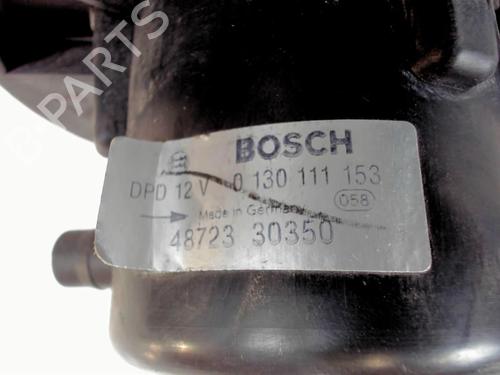 B-PARTS
BOSCH
DPD 12 V 0 130 111 153
Made in Germany 058
48723 30350